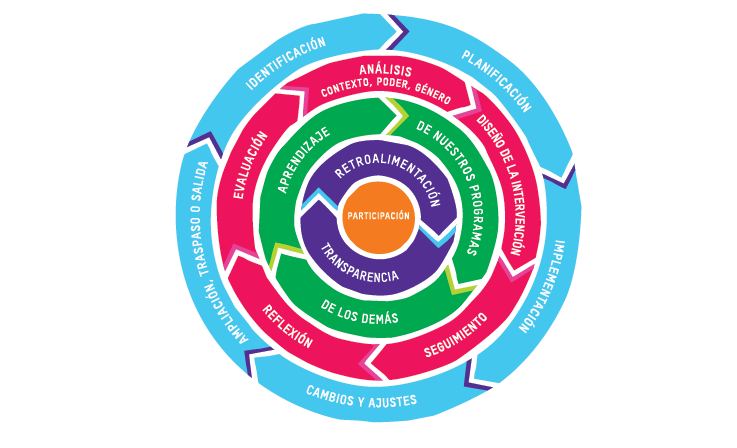 IDENTIFICACIÓN
PLANIFICACIÓN
IMPLEMENTACIÓN
CAMBIOS Y AJUSTES
AMPLIACIÓN, TRASPASO O SALIDA
ANÁLISIS
CONTEXTO, PODER, GÉNERO
DISEÑO DE LA INTERVENCIÓN
SEGUIMIENTO
REFLEXIÓN
EVALUACIÓN
APRENDIZAJE
DE NUESTROS PROGRAMAS
DE LOS DEMÁS
RETROALIMENTACIÓN
TRANSPARENCIA
PARTICIPACIÓN